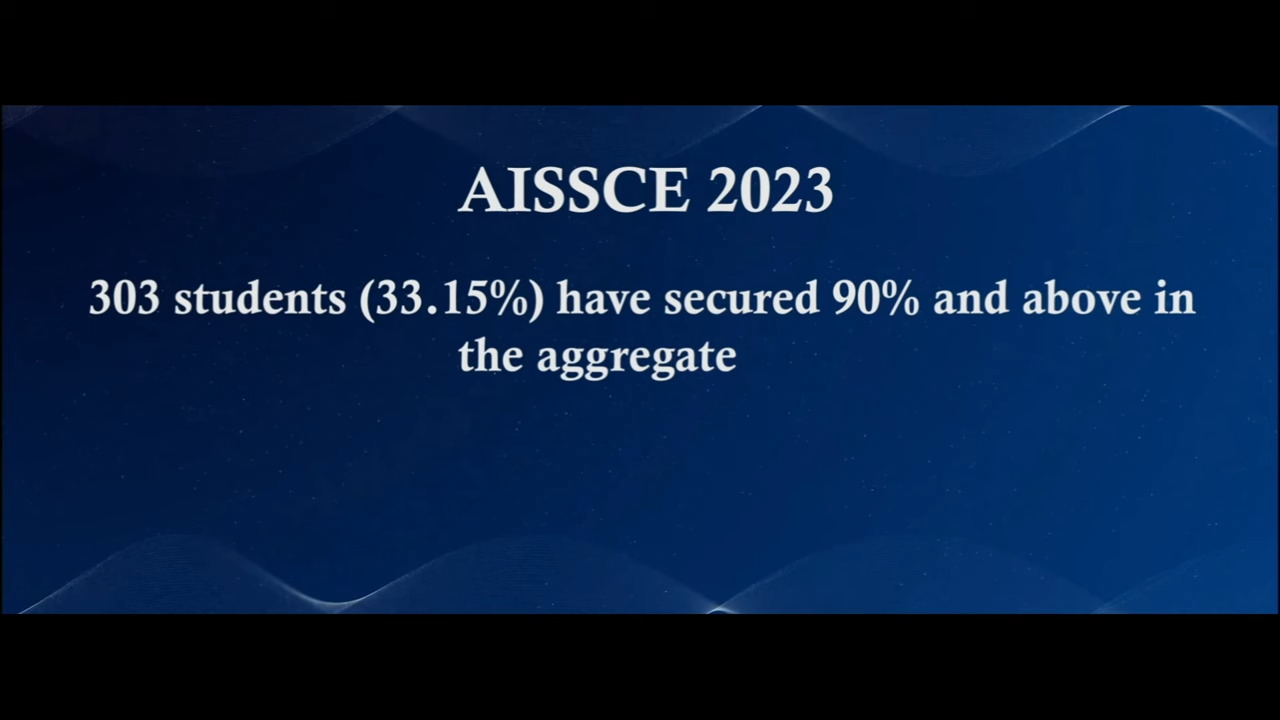 AISSCE 2023
303 students (33.15%) have secured 90% and above in
the aggregate